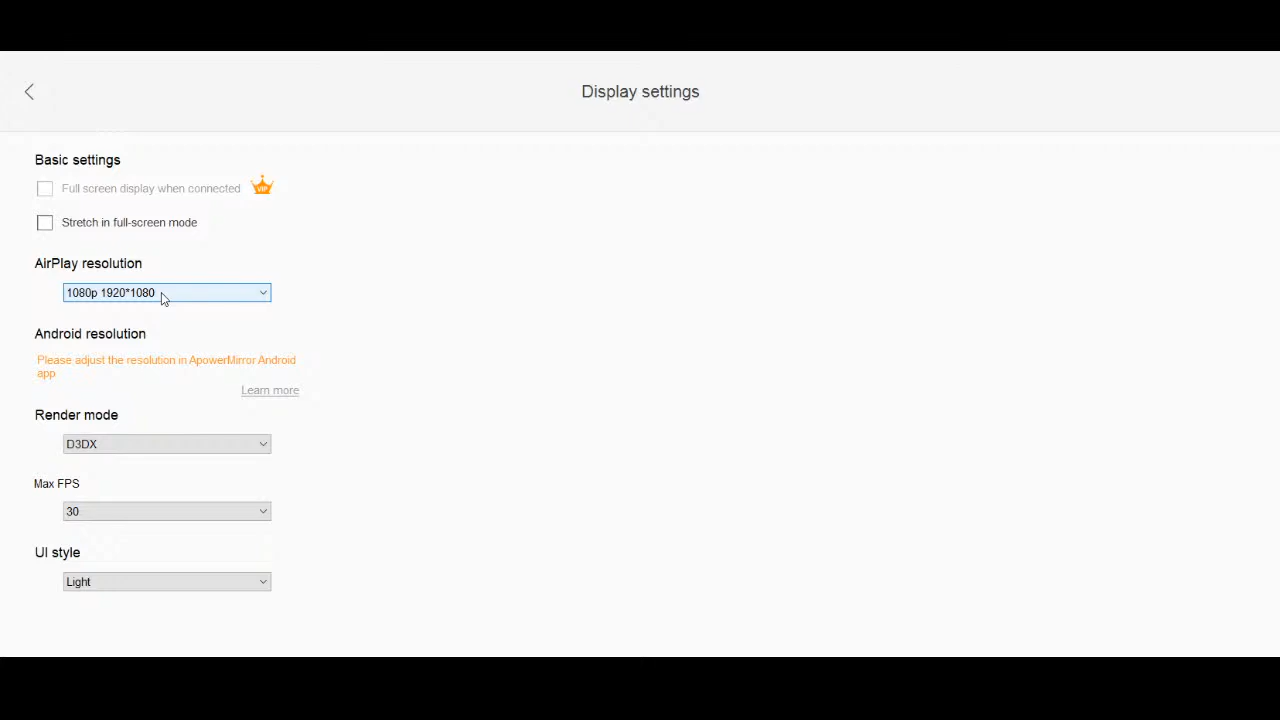 Display settings
Basic settings
Full screen display when connected
VIP
Stretch in full-screen mode
AirPlay resolution
1080p 1920*1080
Android resolution
Please adjust the resolution in ApowerMirror Android
app
Learn more
Render mode
D3DX
Max FPS
30
UI style
Light